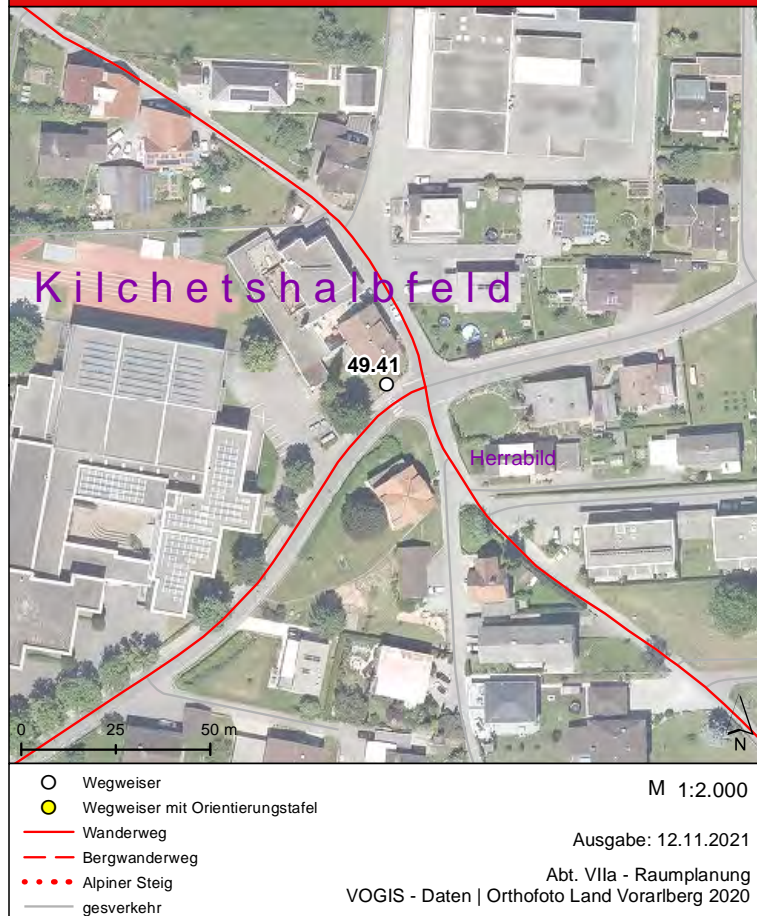 Kilchetshalbfeld
49.41
Herrabild
0 25 50 m
N
Wegweiser
Wegweiser mit Orientierungstafel
Wanderweg
Bergwanderweg
Alpiner Steig
gesverkehr
M 1:2.000
Ausgabe: 12.11.2021
Abt. VIIa - Raumplanung
VOGIS - Daten | Orthofoto Land Vorarlberg 2020